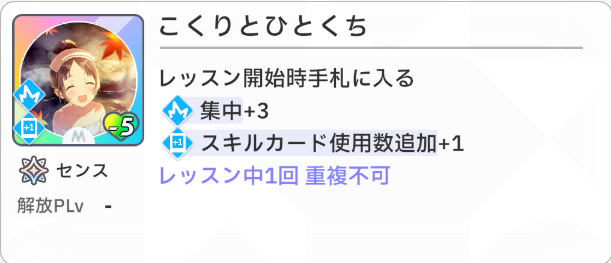 こくりとひとくち
レッスン開始時手札に入る
集中+3
+1
スキルカード使用数追加+1
-5
M
レッスン中1回 重複不可
センス
解放PLv -